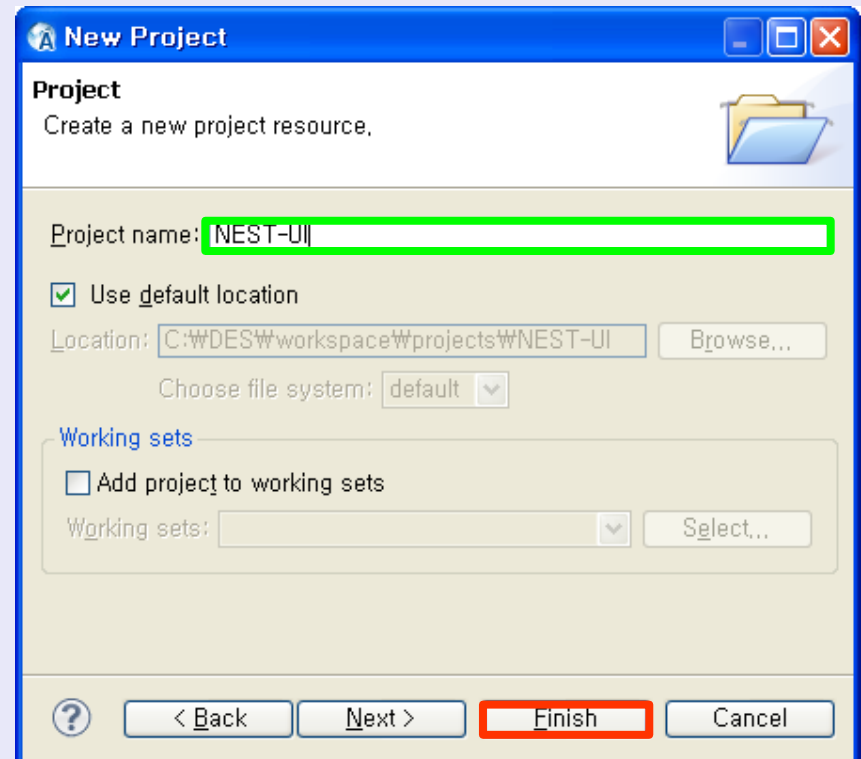 New Project
Project
Create a new project resource,
Project name: NEST-UI
Use default location
Location: C:₩DES₩workspace₩projects₩NEST-UI Browse,,,
Choose file system: default
Working sets
Add project to working sets
Working sets: Select,,,
? < Back Next > Finish Cancel